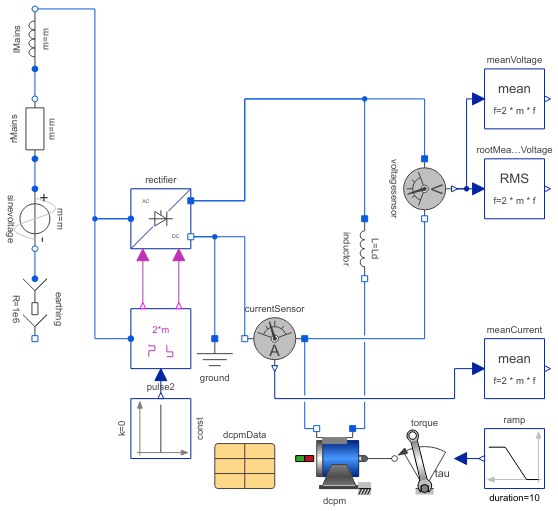 lMains
m=m
rMains
m=m
sinevoltage
m=m
+
-
earthing
R=1e6
rectifier
AC
DC
2*m
pulse2
k=0
const
ground
currentSensor
A
inductor
L=Ld
voltagesensor
V
meanVoltage
mean
f=2 * m * f
rootMea...Voltage
RMS
f=2 * m * f
meanCurrent
mean
f=2 * m * f
dcpmData
dcpm
torque
tau
ramp
duration=10